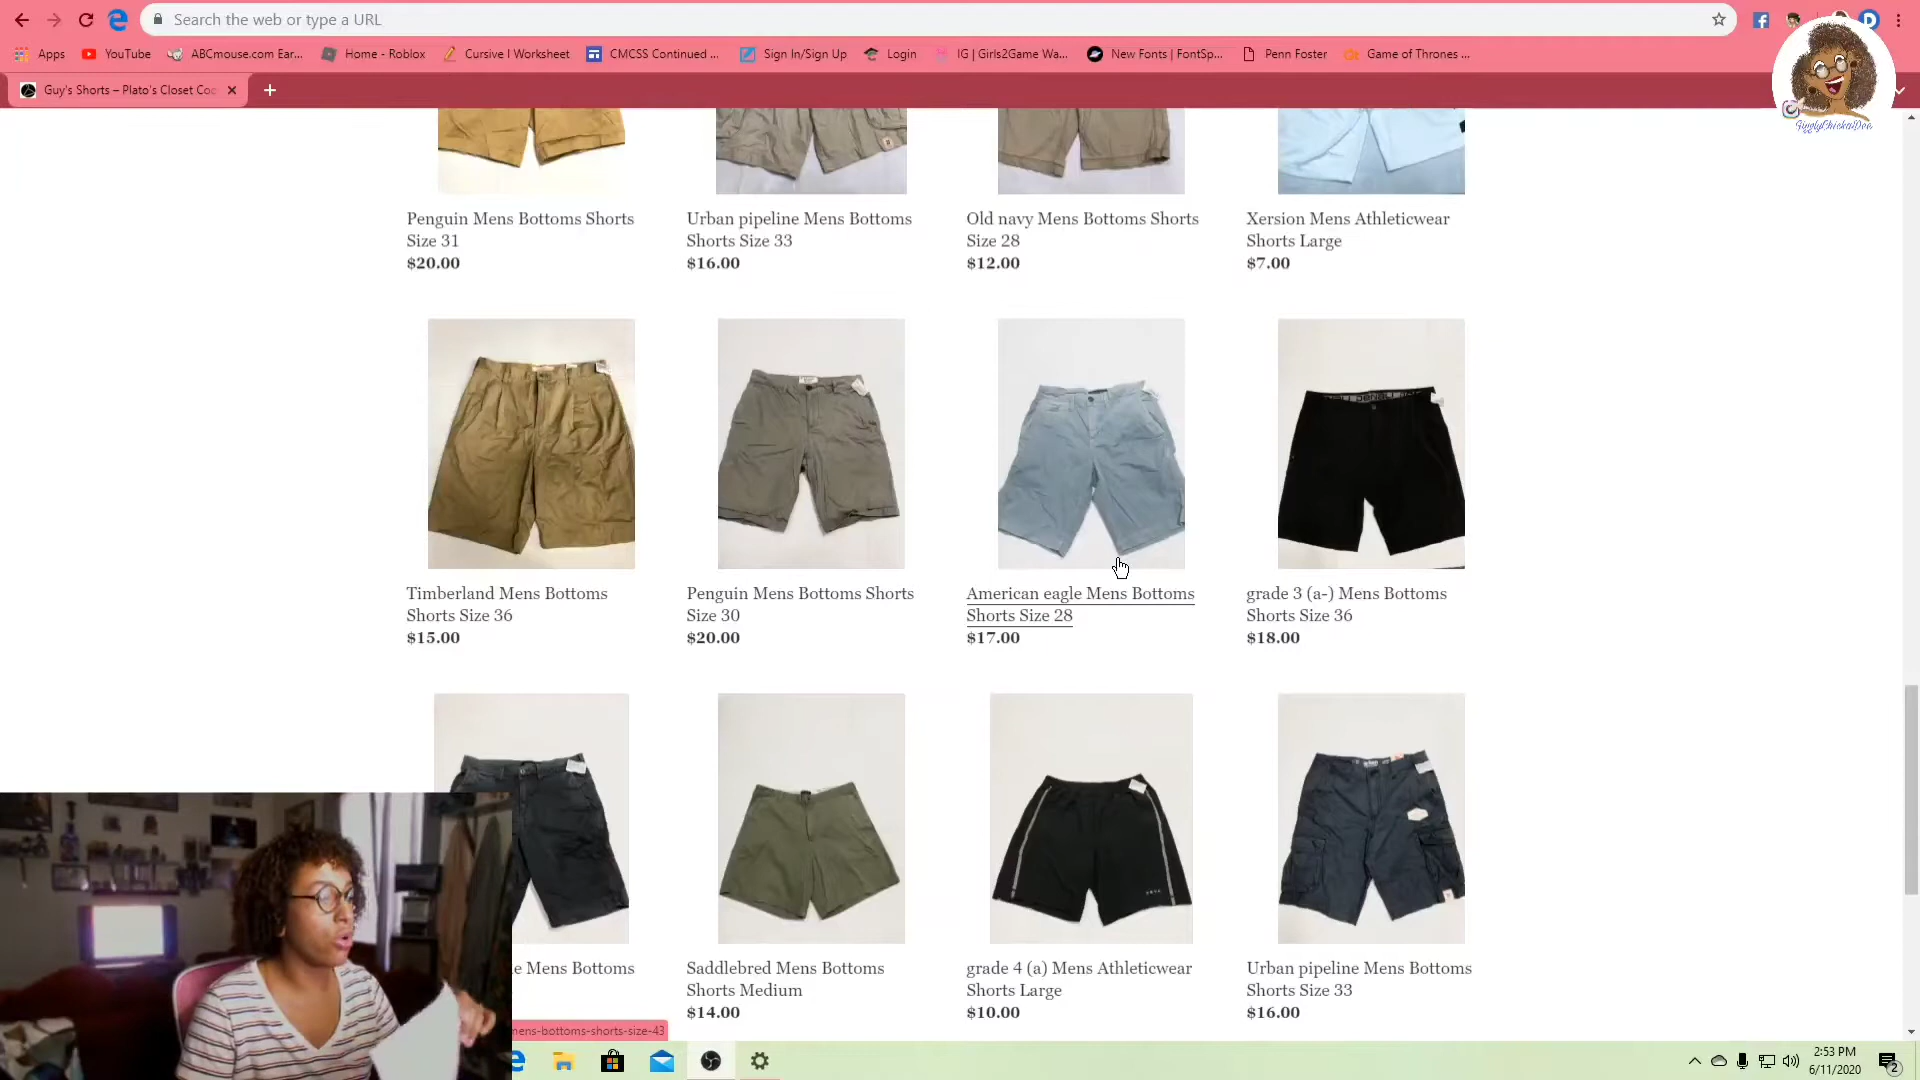 Search the web or type a URL
Apps YouTube ABCmouse.com Ear... Home - Roblox Cursive I Worksheet CMCSS Continued ... Sign In/Sign Up Login IG | Girls2Game Wa... New Fonts | FontSp... Penn Foster Game of Thrones ...
GigglyChicknDee
Guy's Shorts – Plato's Closet Coo
Penguin Mens Bottoms Shorts
Size 31
$20.00
Urban pipeline Mens Bottoms
Shorts Size 33
$16.00
Old navy Mens Bottoms Shorts
Size 28
$12.00
Xersion Mens Athleticwear
Shorts Large
$7.00
Timberland Mens Bottoms
Shorts Size 36
$15.00
Penguin Mens Bottoms Shorts
Size 30
$20.00
American eagle Mens Bottoms
Shorts Size 28
$17.00
grade 3 (a-) Mens Bottoms
Shorts Size 36
$18.00
e Mens Bottoms
Saddlebred Mens Bottoms
Shorts Medium
$14.00
grade 4 (a) Mens Athleticwear
Shorts Large
$10.00
Urban pipeline Mens Bottoms
Shorts Size 33
$16.00
mens-bottoms-shorts-size-43
2:53 PM
6/11/2020
2